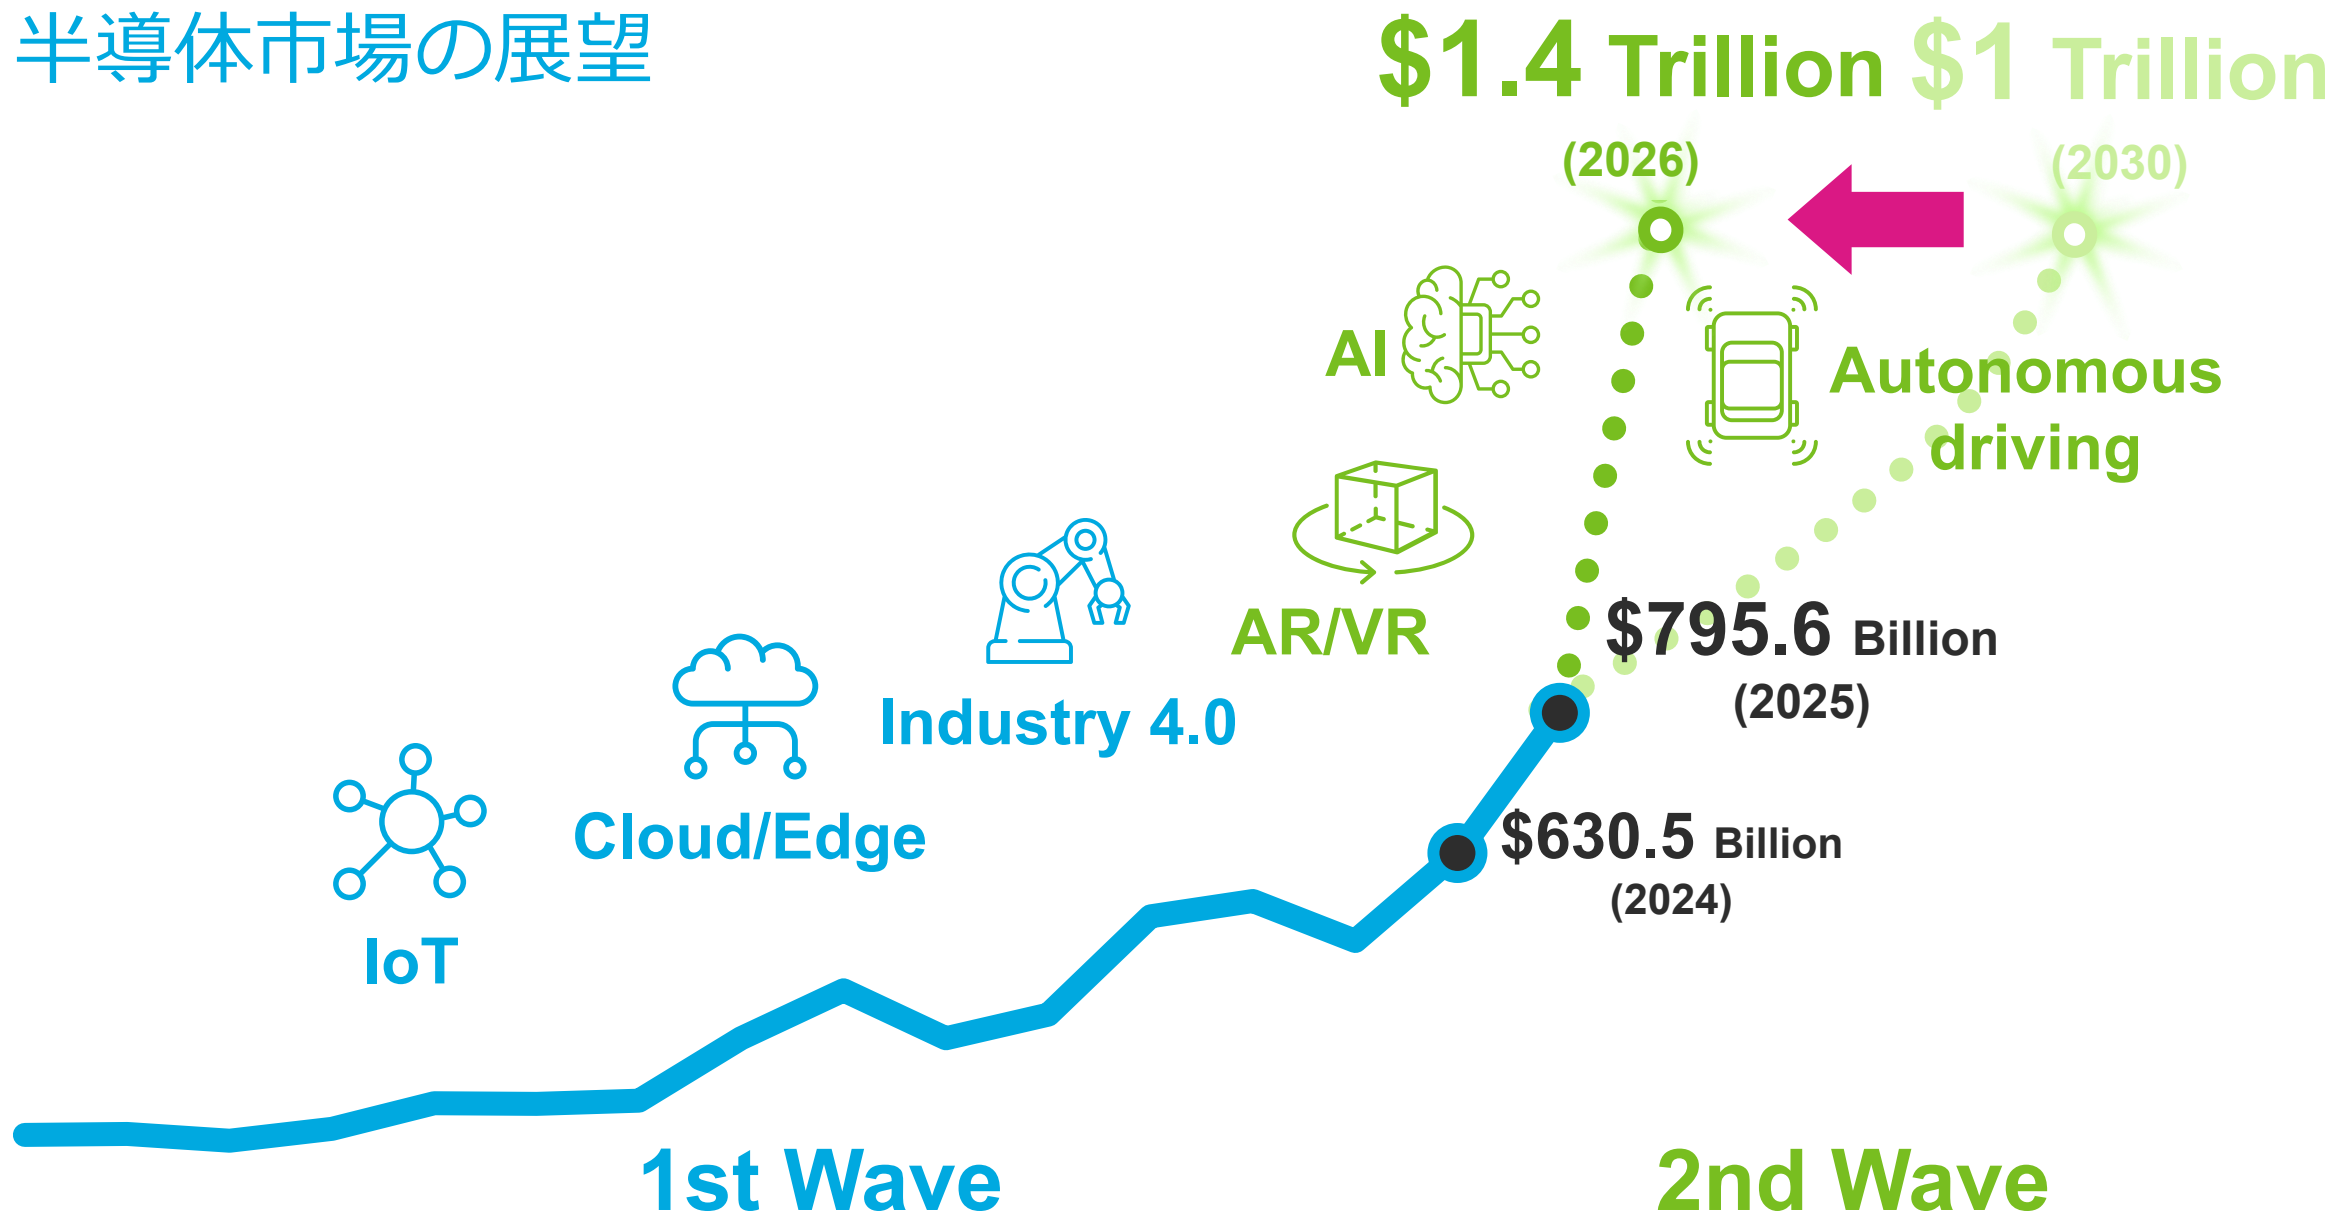 半導体市場の展望
$1.4 Trillion
$1 Trillion
(2026)
(2030)
AI
Autonomous
driving
AR/VR
$795.6 Billion
(2025)
Industry 4.0
Cloud/Edge
$630.5 Billion
(2024)
IoT
1st Wave
2nd Wave